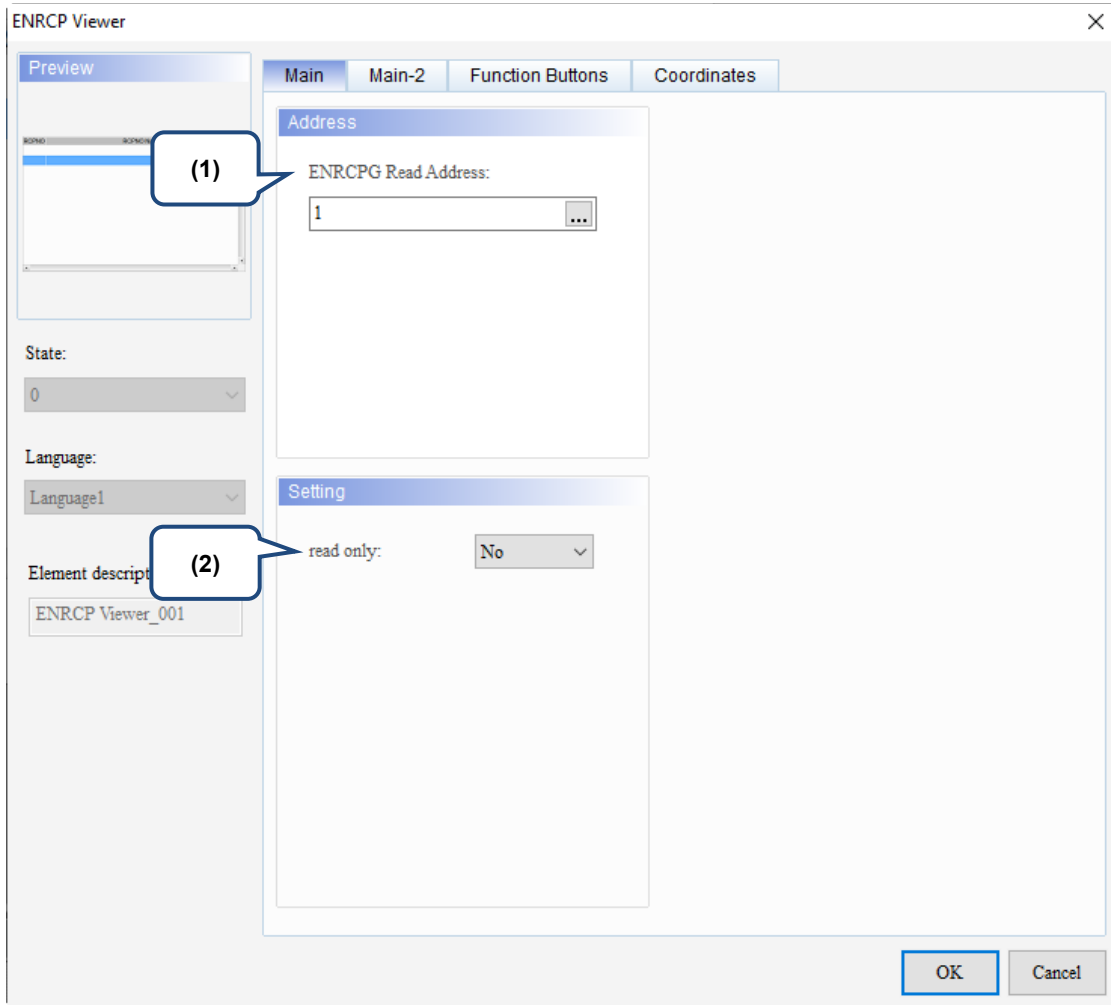 ENRCP Viewer
Preview
RCPNO
(1)
State:
0
Language:
Language1
Element descript
(2)
ENRCP Viewer_001
Main Main-2 Function Buttons Coordinates
Address
ENRCPG Read Address:
1 ...
Setting
read only: No
OK Cancel